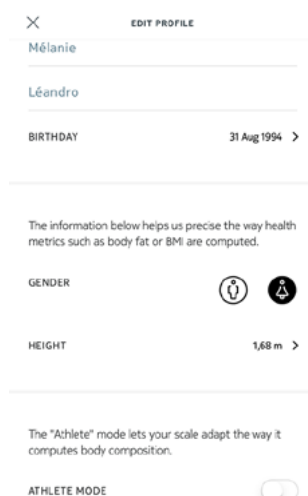 EDIT PROFILE
Mélanie
Léandro
BIRTHDAY 31 Aug 1994
The information below helps us precise the way health
metrics such as body fat or BMI are computed.
GENDER
HEIGHT 1,68 m
The "Athlete" mode lets your scale adapt the way it
computes body composition.
ATHLETE MODE